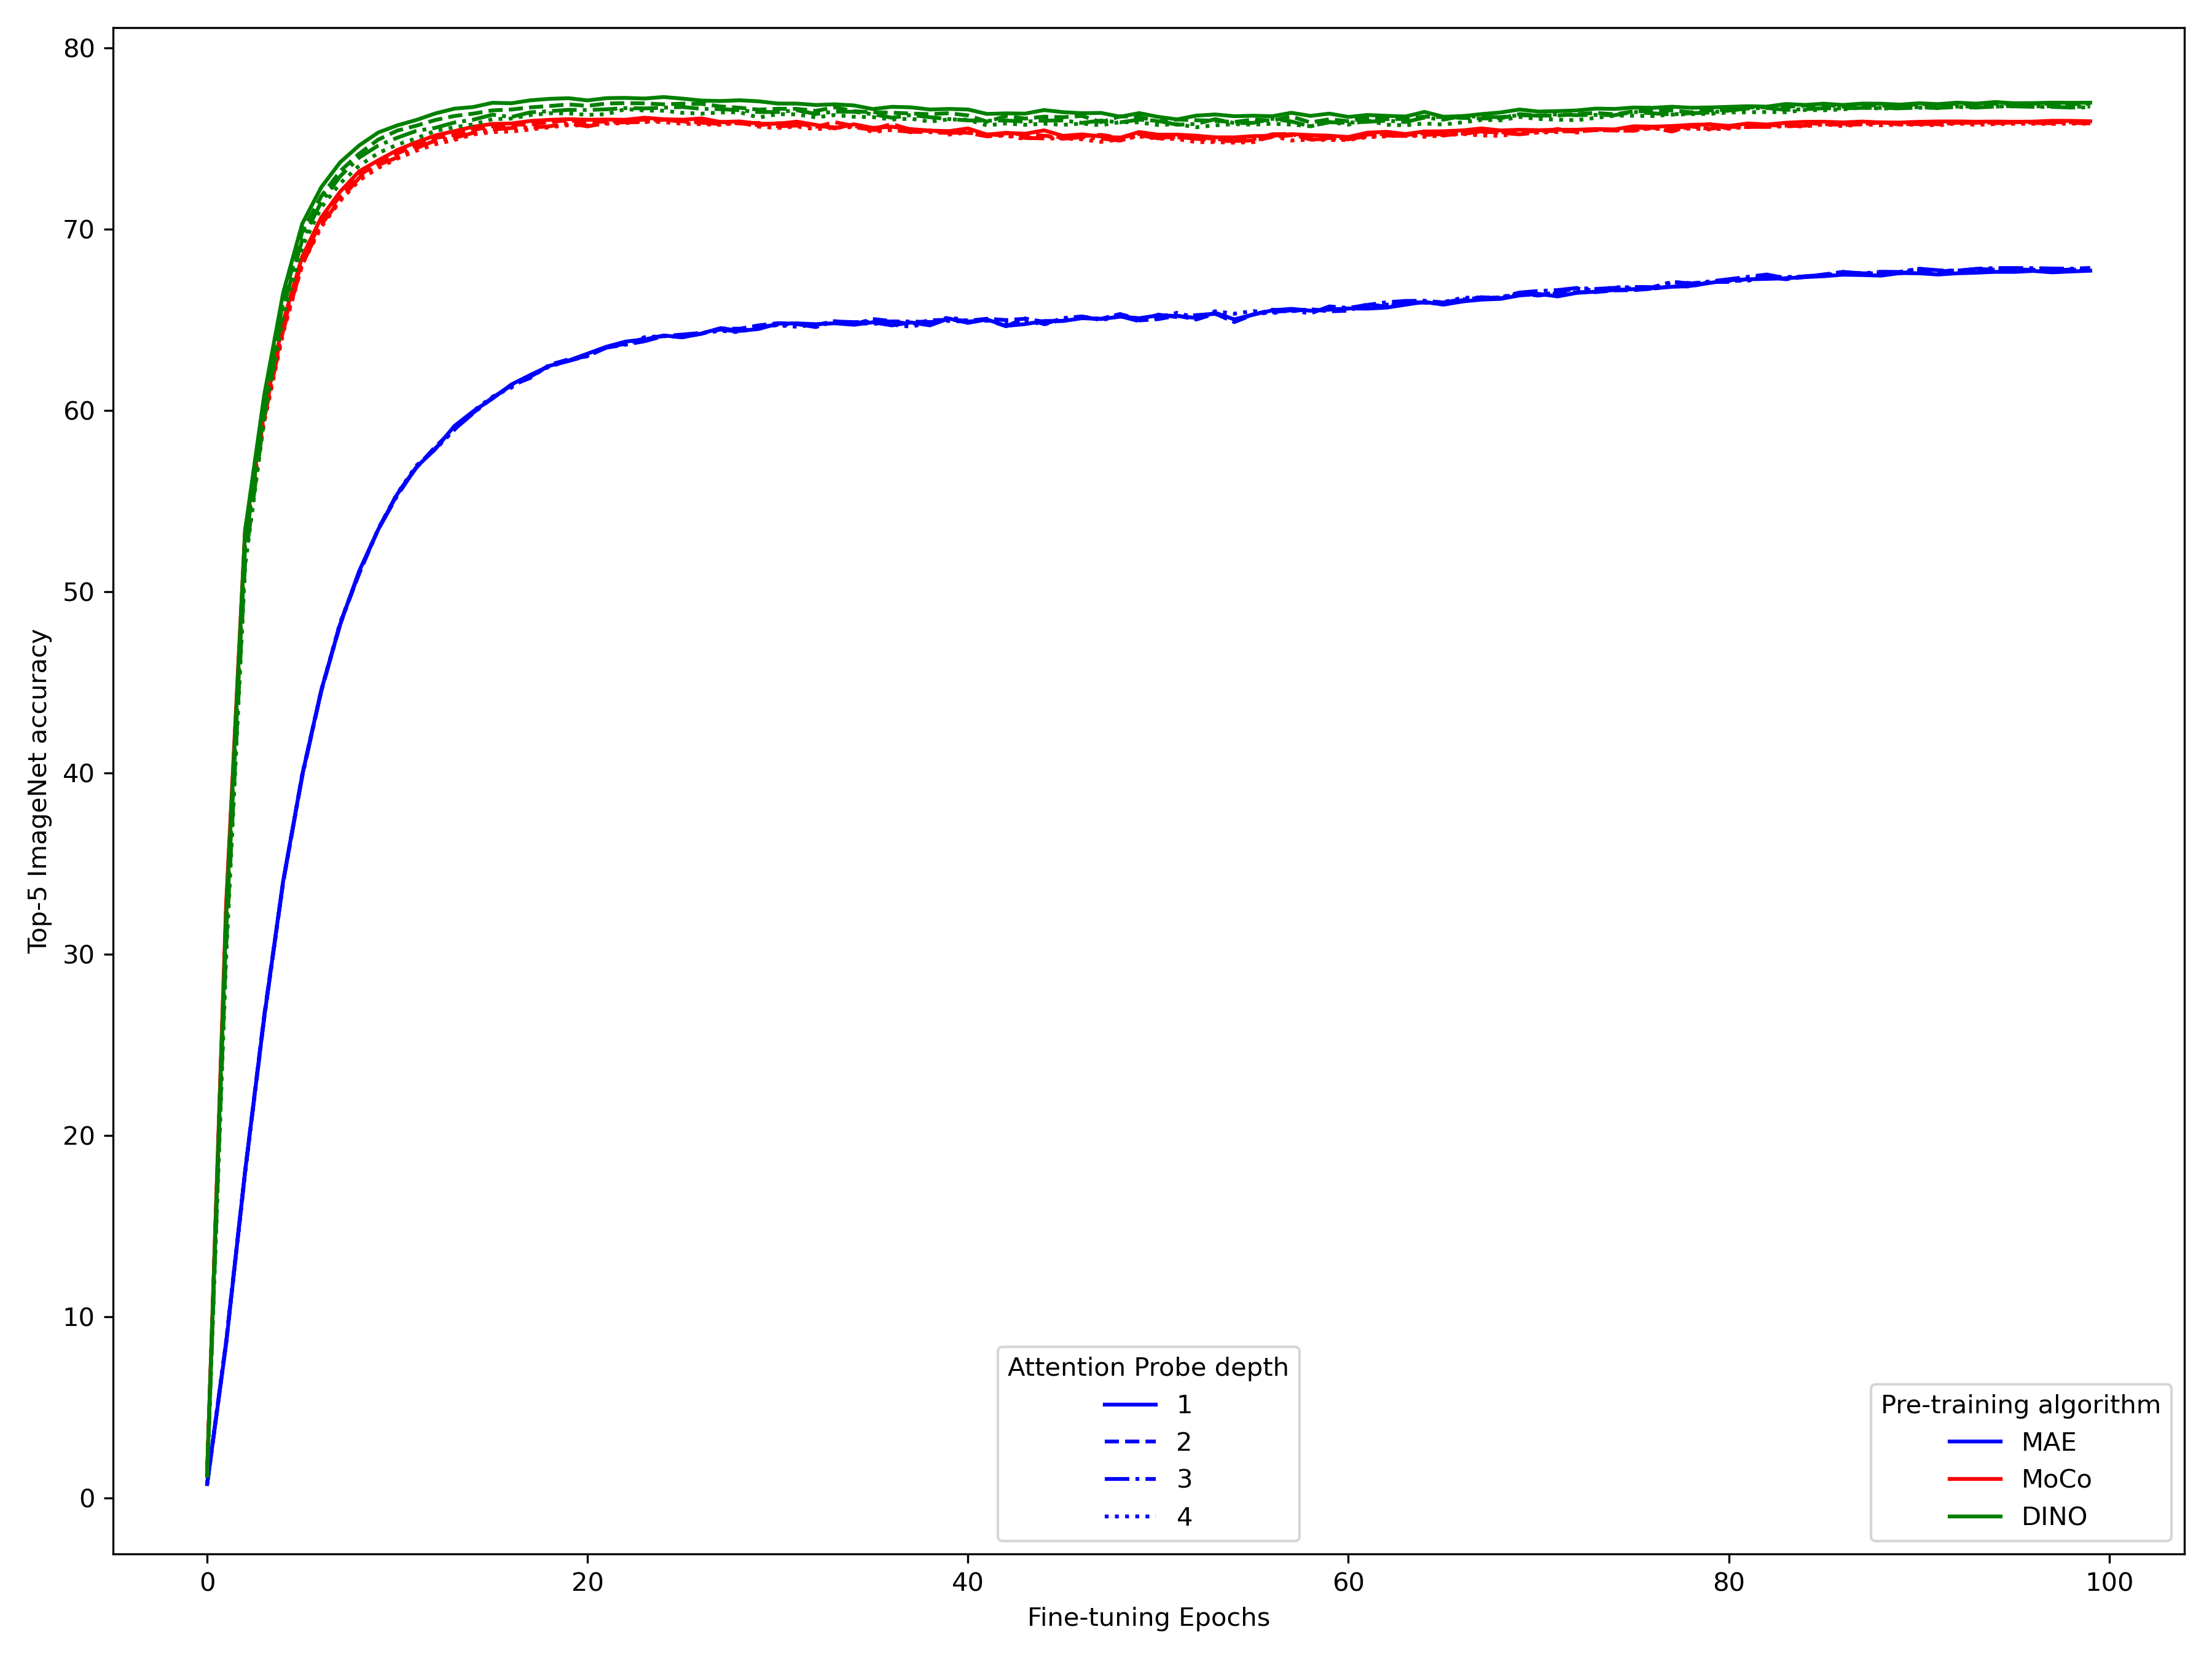 80
70
60
50
40
30
20
10
0
Top-5 ImageNet accuracy
Attention Probe depth
1
2
3
4
Pre-training algorithm
MAE
MoCo
DINO
0 20 40 60 80 100
Fine-tuning Epochs